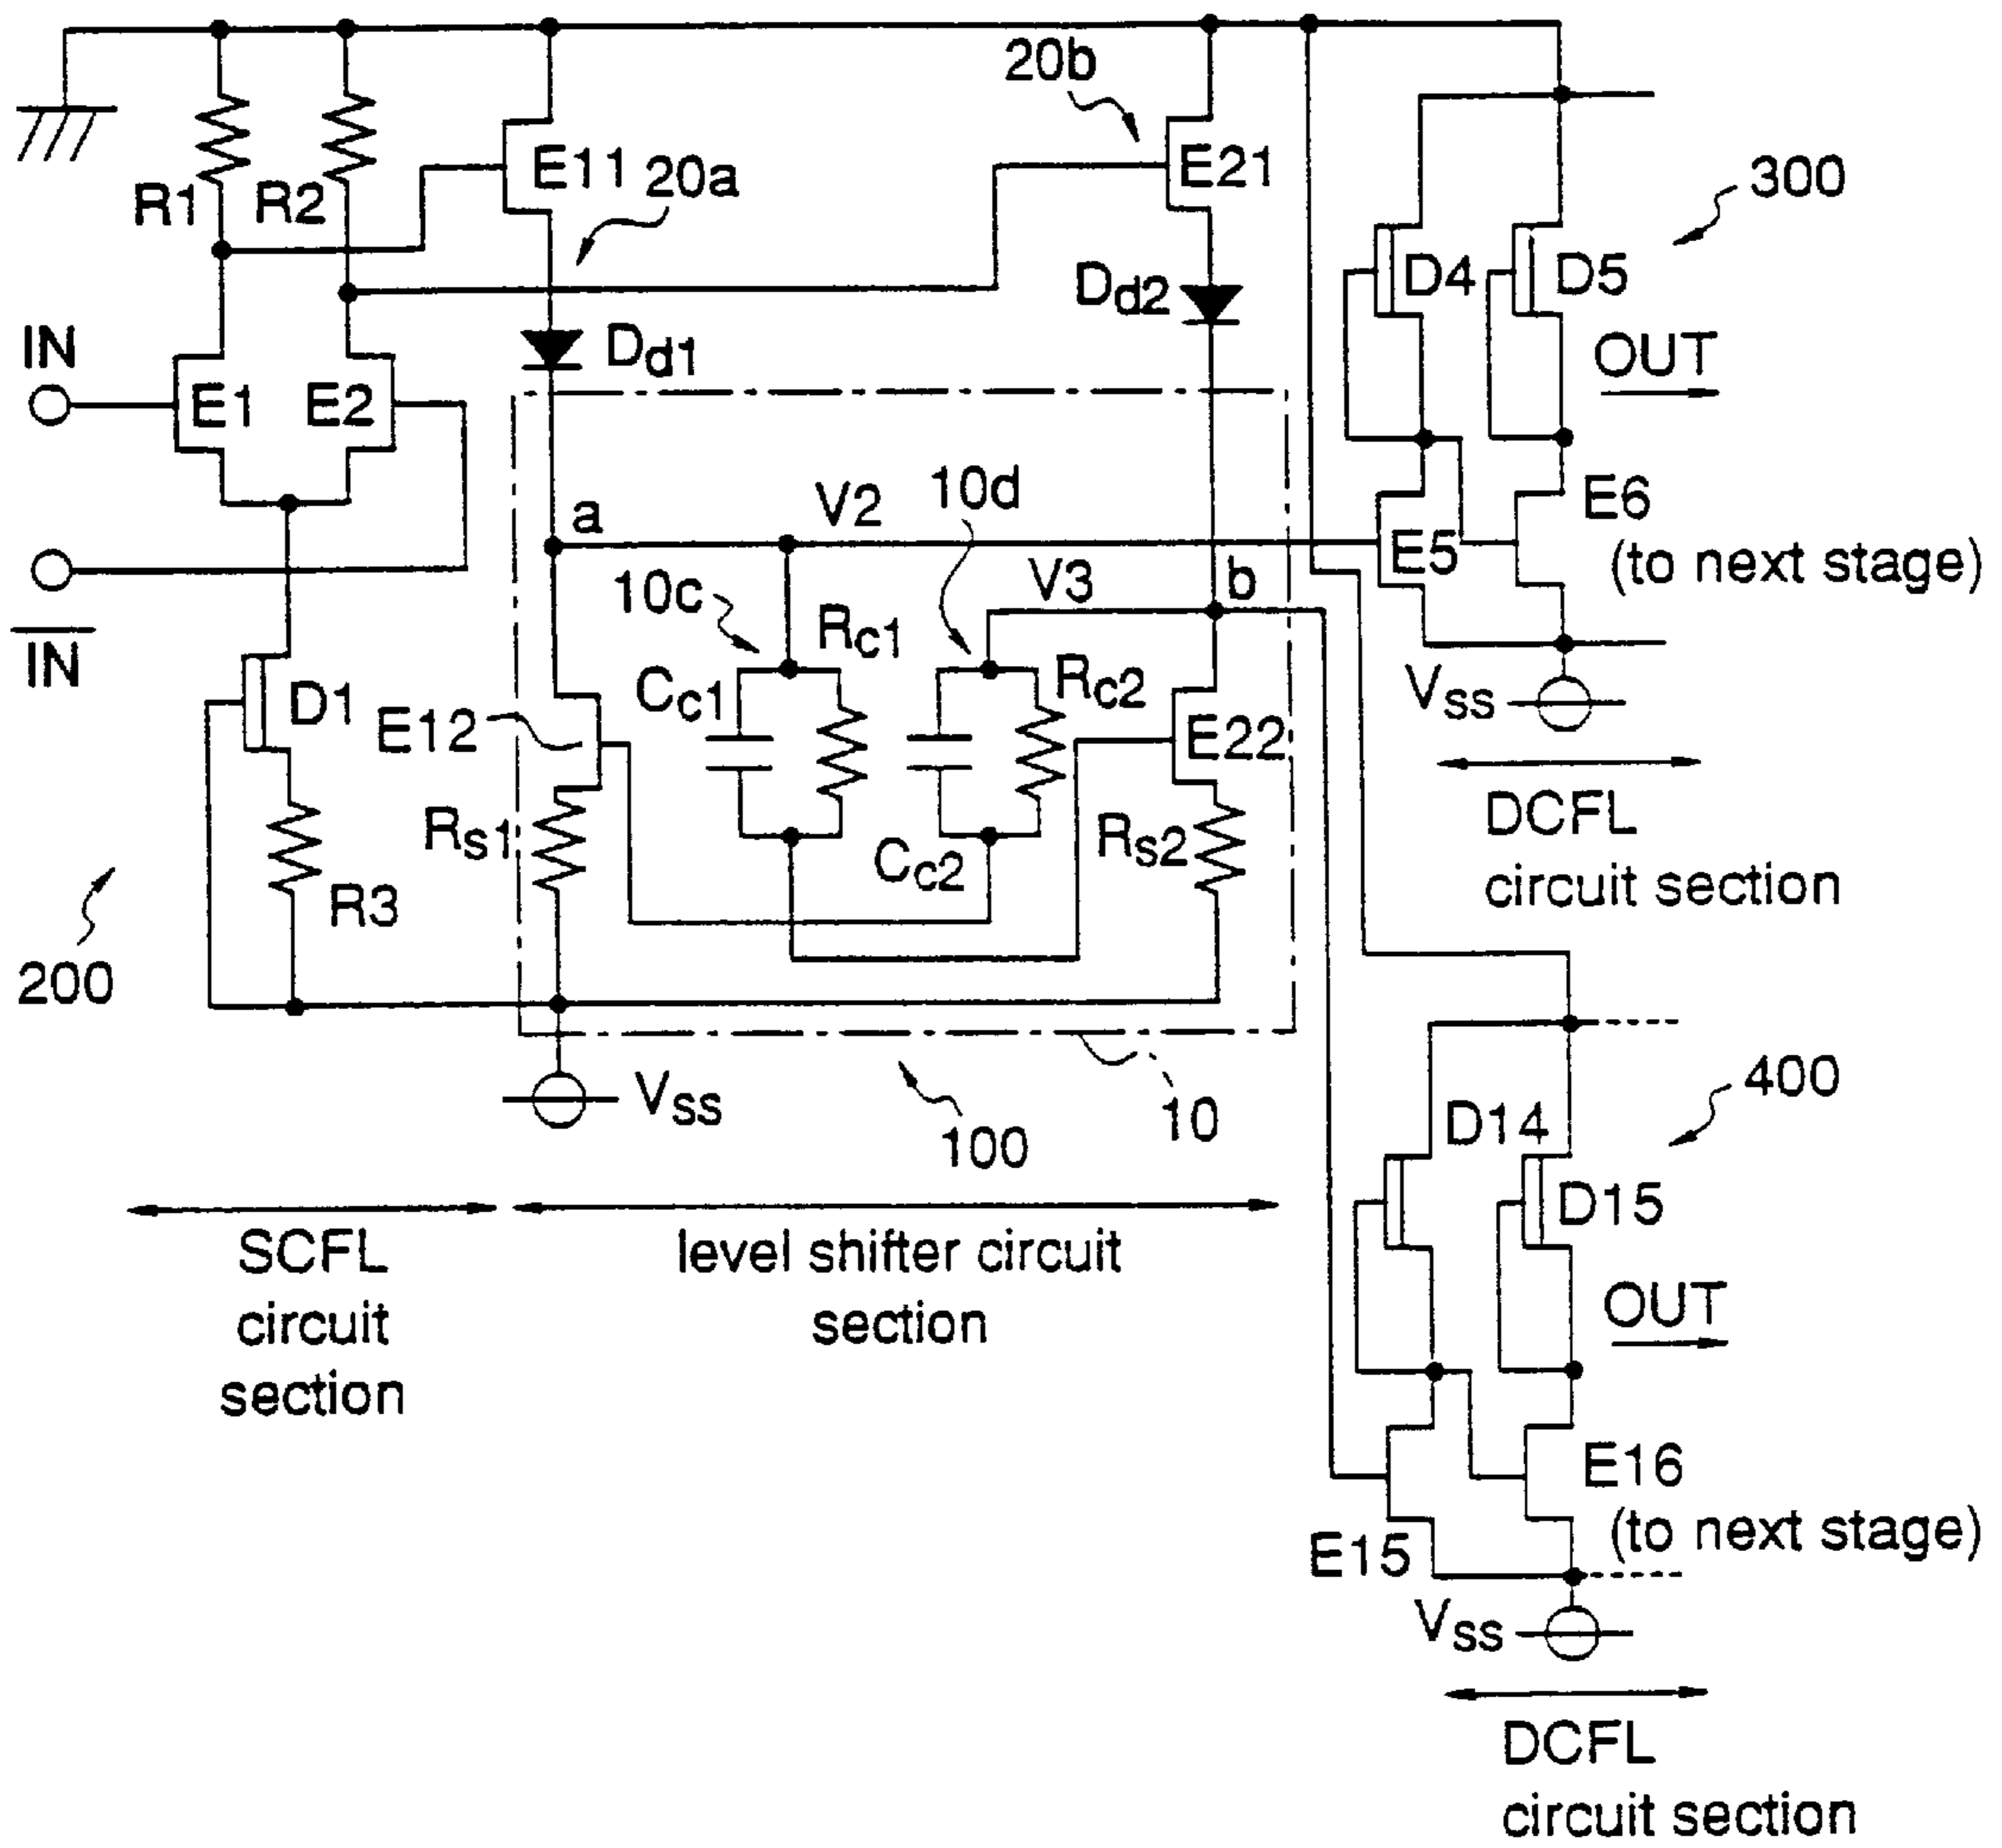 20b
E11
20a
E21
300
R1
R2
Dd2
D4
D5
IN
Dd1
OUT
E1
E2
10d
V2
a
E6
E5
(to next stage)
10c
V3
b
Rc1
IN
Rc2
Vss
Cc1
D1
E12
E22
Rs1
Rs2
DCFL
circuit section
Cc2
R3
200
Vss
10
100
400
D14
D15
SCFL
circuit
section
level shifter circuit
section
OUT
E16
(to next stage)
E15
Vss
DCFL
circuit section